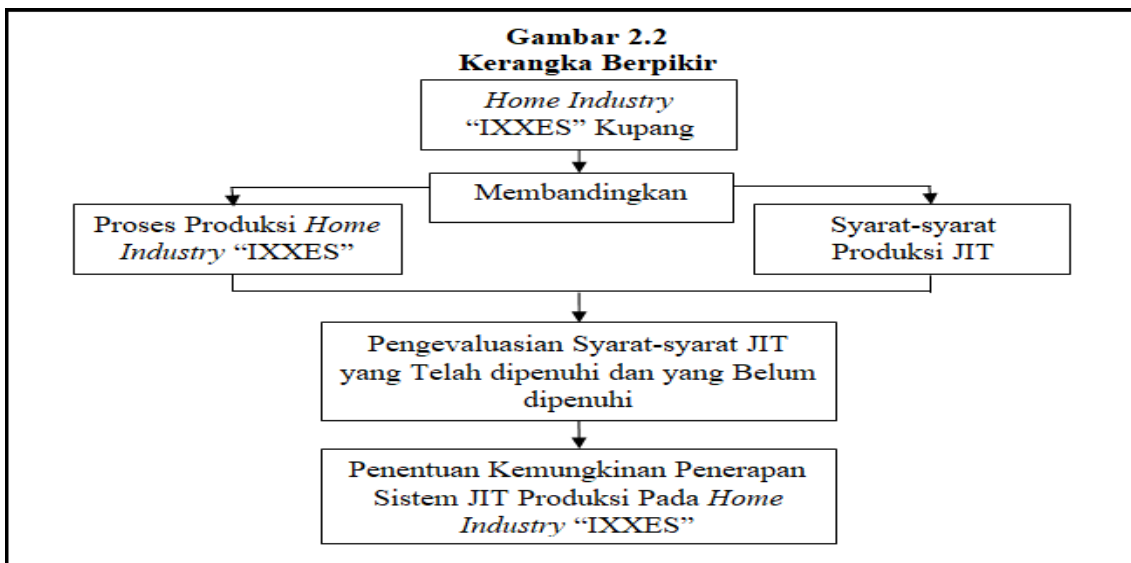 Gambar 2.2
Kerangka Berpikir
Home Industry
“IXXES” Kupang
Membandingkan
Proses Produksi Home
Industry “IXXES”
Syarat-syarat
Produksi JIT
Pengevaluasian Syarat-syarat JIT
yang Telah dipenuhi dan yang Belum
dipenuhi
Penentuan Kemungkinan Penerapan
Sistem JIT Produksi Pada Home
Industry “IXXES”